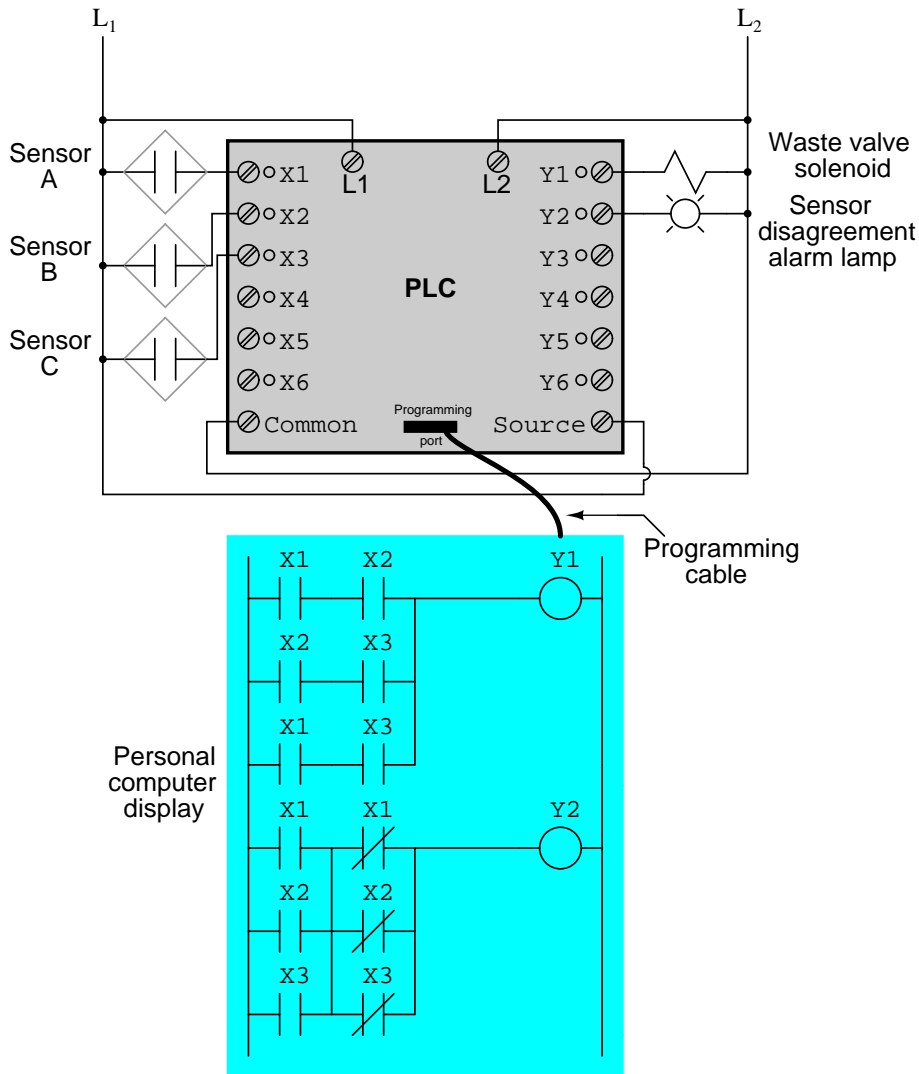 L1
L2
Sensor
A
Sensor
B
Sensor
C
X1
X2
X3
X4
X5
X6
Common
L1
L2
PLC
Programming
port
Y1
Y2
Y3
Y4
Y5
Y6
Source
Waste valve
solenoid
Sensor
disagreement
alarm lamp
Programming
cable
Personal
computer
display
X1 X2 Y1
X2 X3
X1 X3
X1 X1 Y2
X2 X2
X3 X3